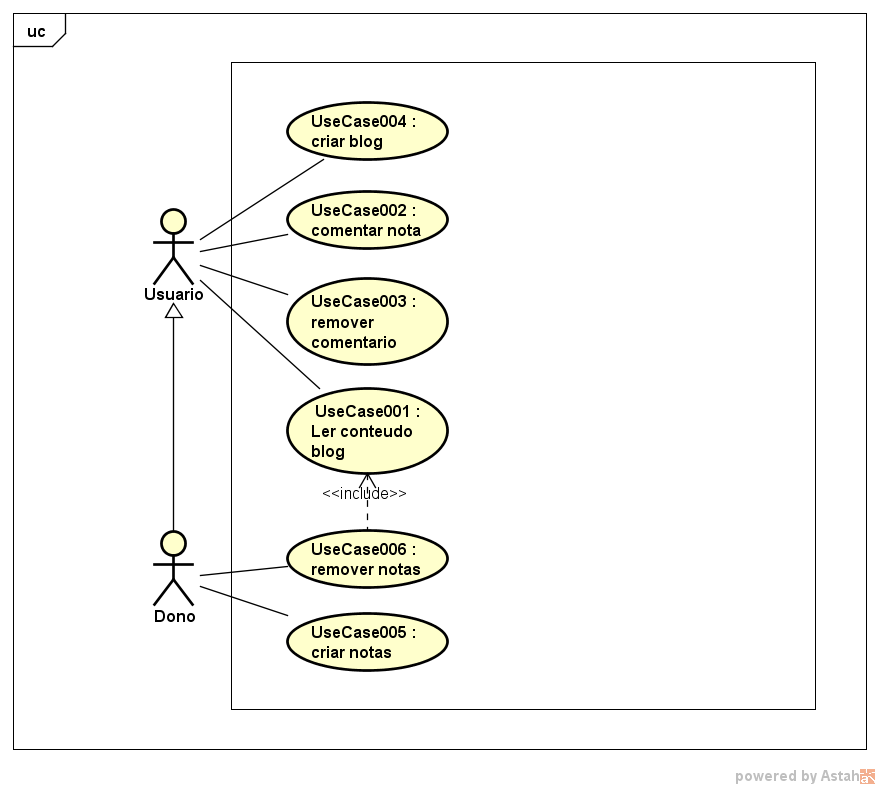 uc
UseCase004 :
criar blog
UseCase002 :
comentar nota
Usuario
UseCase003 :
remover
comentario
UseCase001 :
Ler conteudo
blog
<<include>>
UseCase006 :
remover notas
Dono
UseCase005 :
criar notas
powered by Astah